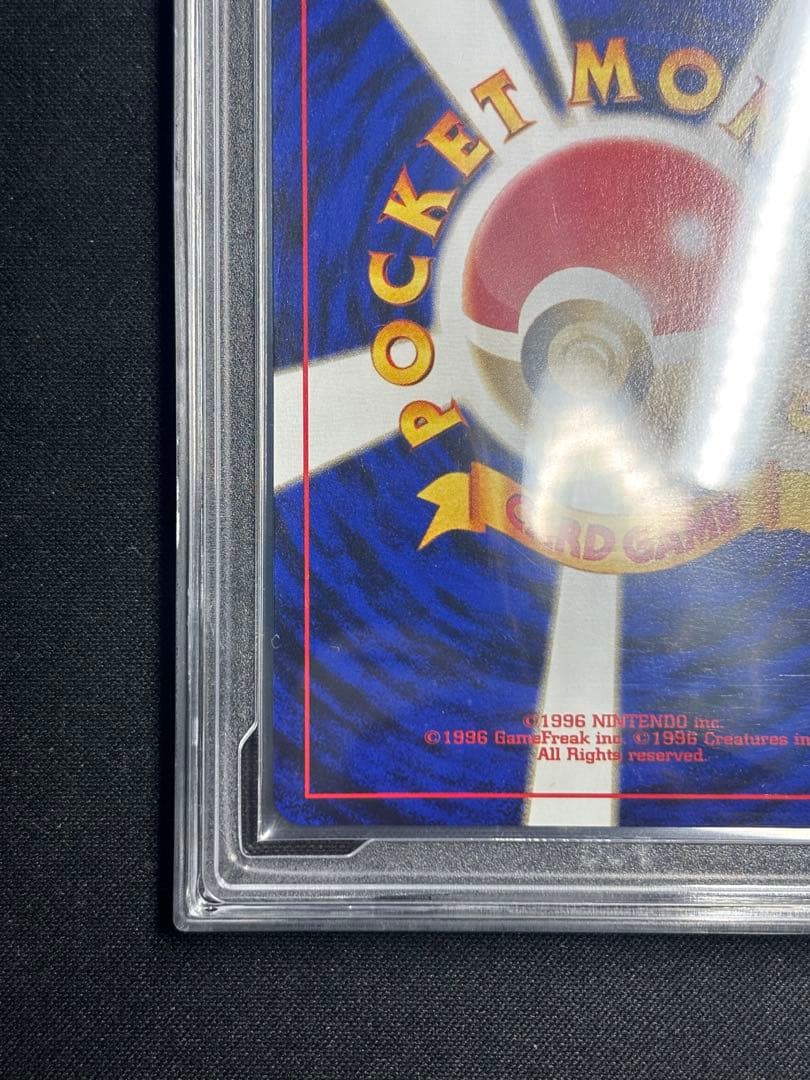 POCKET MON
CARD GAME
©1996 NINTENDO inc.
©1996 GameFreak inc. ©1996 Creatures in
All Rights reserved.